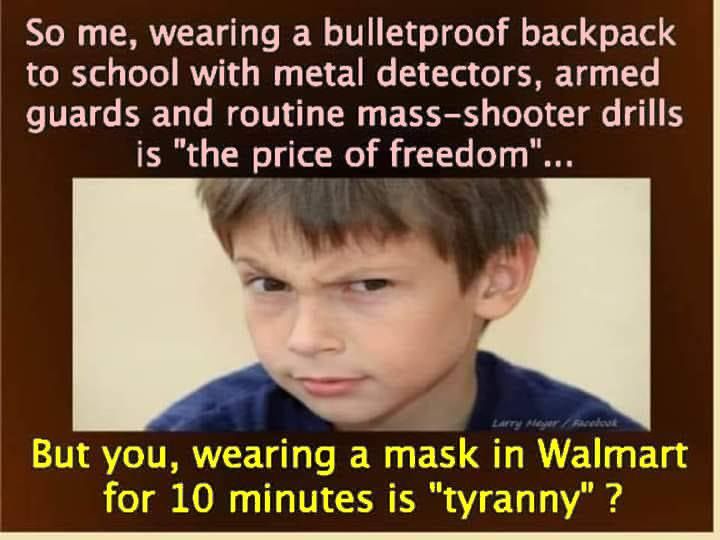 So me, wearing a bulletproof backpack
to school with metal detectors, armed
guards and routine mass-shooter drills
is "the price of freedom"...
Larry Meyer / Facebook
But you, wearing a mask in Walmart
for 10 minutes is "tyranny" ?